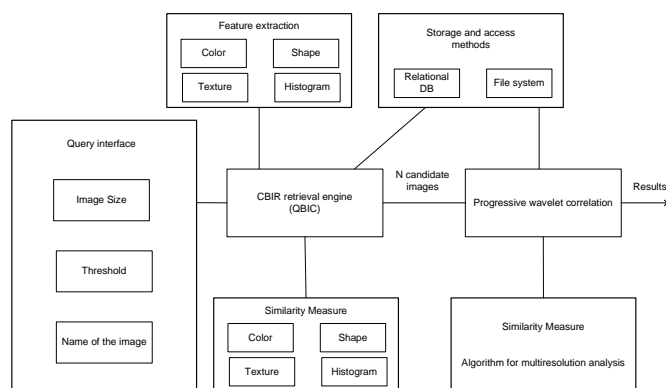 Feature extraction
Color
Shape
Texture
Histogram
Storage and access
methods
Relational
DB
File system
Query interface
Image Size
Threshold
Name of the image
CBIR retrieval engine
(QBIC)
N candidate
images
Progressive wavelet correlation
Results
Similarity Measure
Color
Shape
Texture
Histogram
Similarity Measure
Algorithm for multiresolution analysis